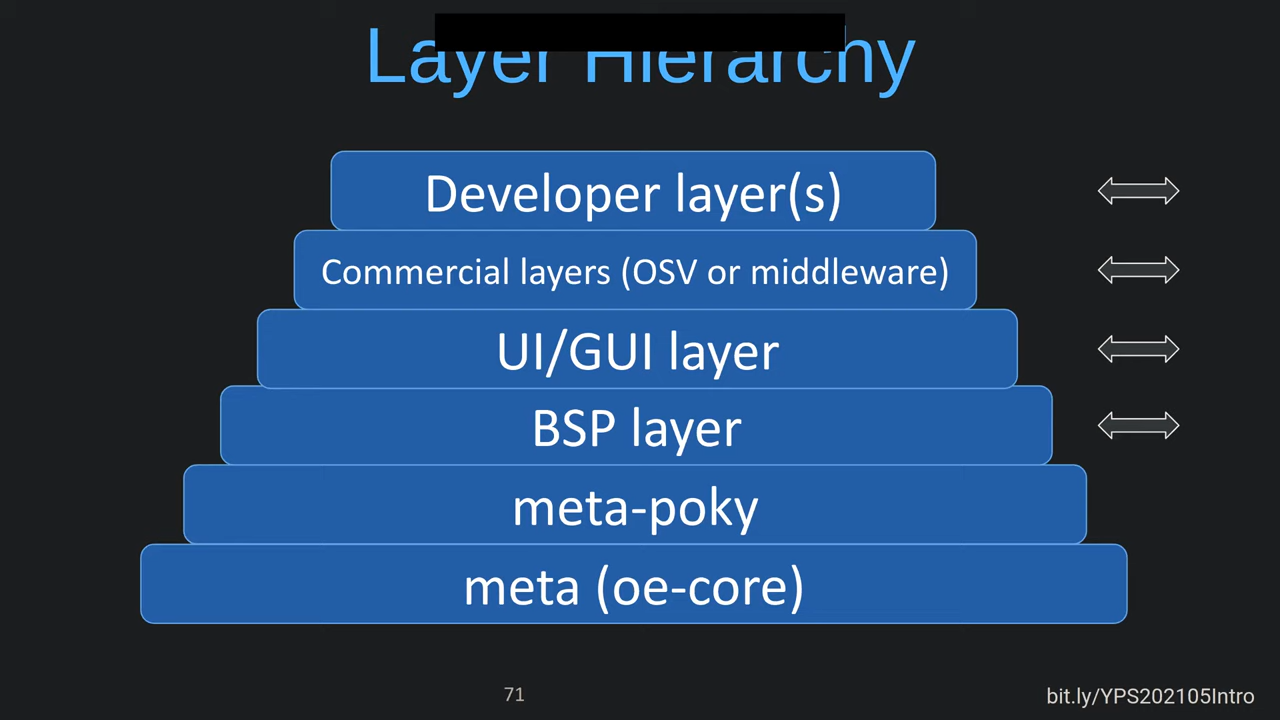 Layer Hierarchy
Developer layer(s)
Commercial layers (OSV or middleware)
UI/GUI layer
BSP layer
meta-poky
meta (oe-core)
71
bit.ly/YPS202105Intro